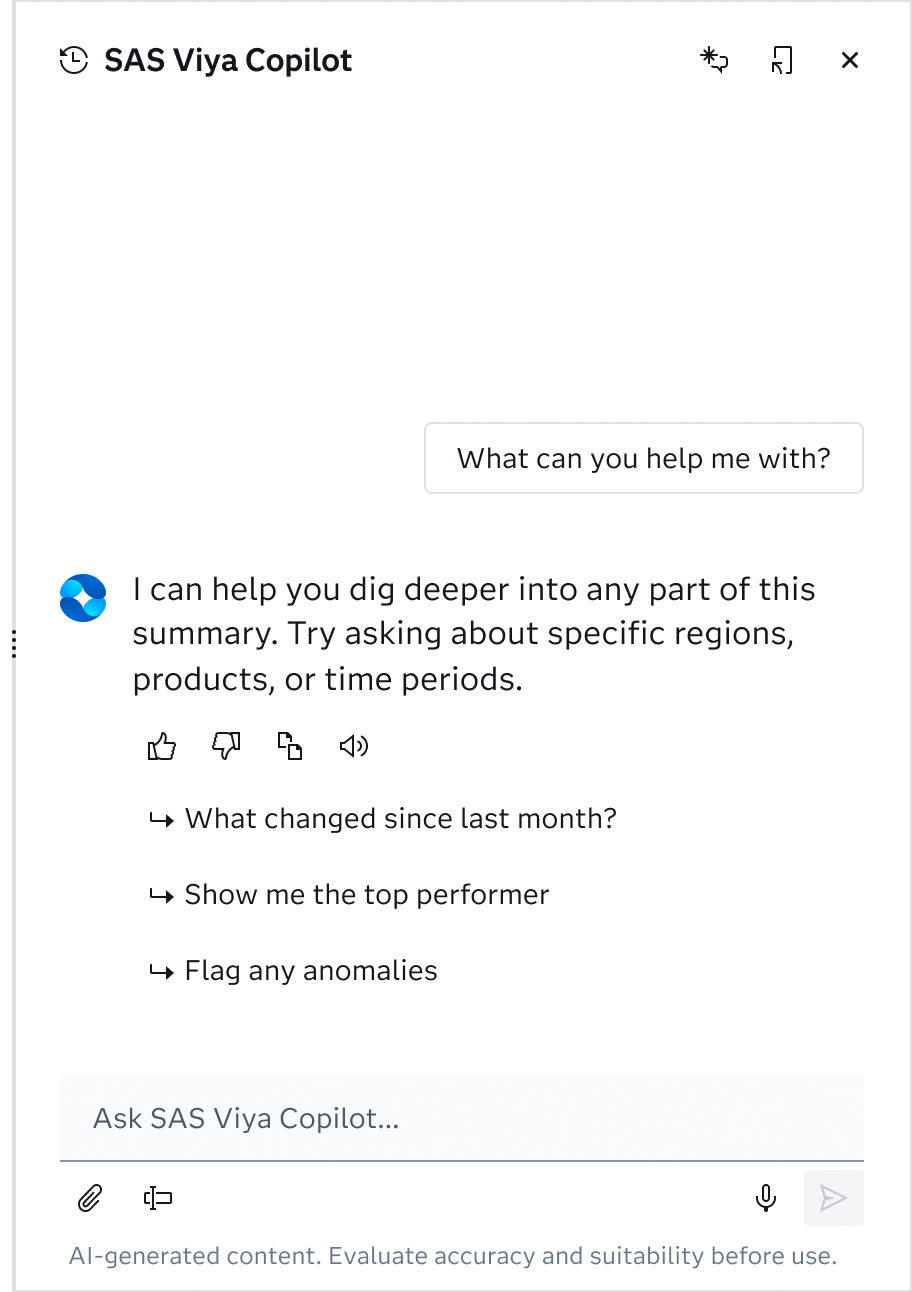 SAS Viya Copilot
What can you help me with?
I can help you dig deeper into any part of this
summary. Try asking about specific regions,
products, or time periods.
What changed since last month?
Show me the top performer
Flag any anomalies
Ask SAS Viya Copilot...
AI-generated content. Evaluate accuracy and suitability before use.